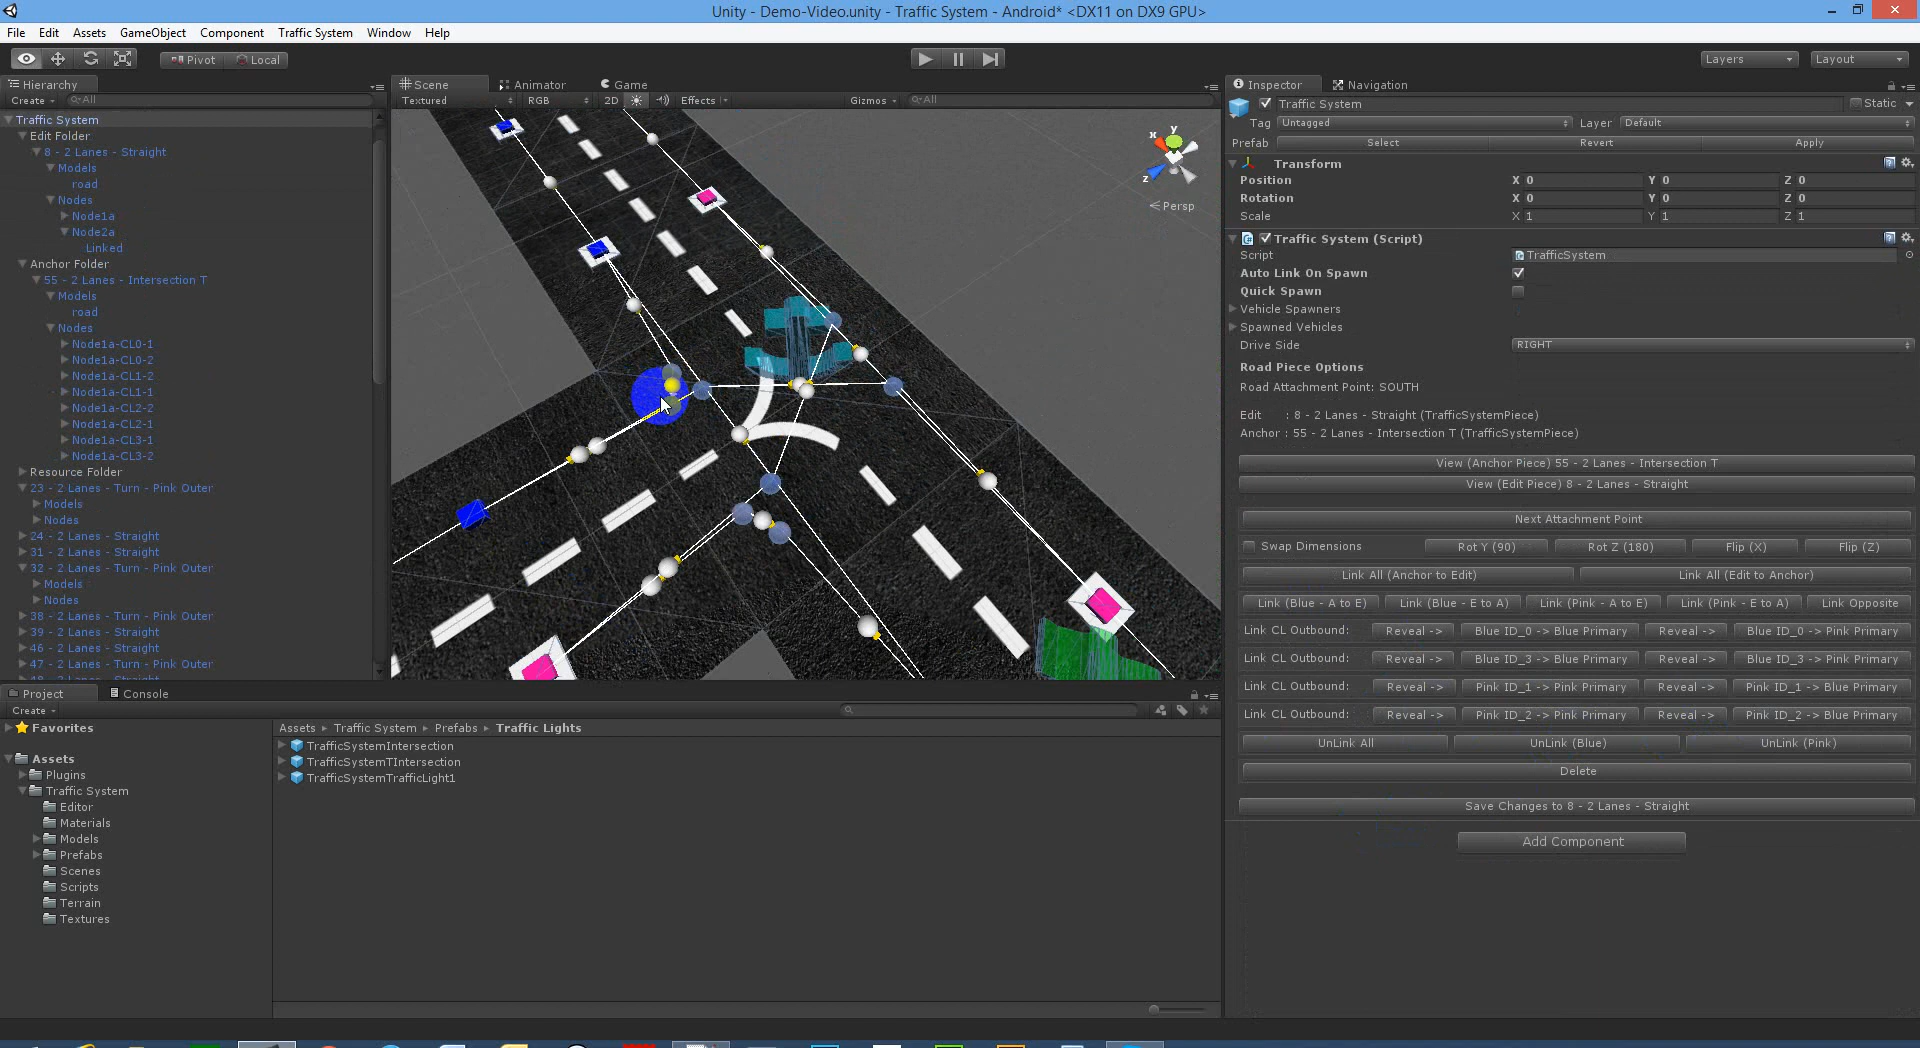 Unity - Demo-Video.unity - Traffic System - Android* <DX11 on DX9 GPU>
File Edit Assets GameObject Component Traffic System Window Help
Pivot Local Layers Layout
Hierarchy
Create All
Traffic System
Edit Folder
8 - 2 Lanes - Straight
Models
road
Nodes
Node1a
Node2a
Linked
Anchor Folder
55 - 2 Lanes - Intersection T
Models
road
Nodes
Node1a-CL0-1
Node1a-CL0-2
Node1a-CL1-2
Node1a-CL1-1
Node1a-CL2-2
Node1a-CL2-1
Node1a-CL3-1
Node1a-CL3-2
Resource Folder
23 - 2 Lanes - Turn - Pink Outer
Models
Nodes
24 - 2 Lanes - Straight
31 - 2 Lanes - Straight
32 - 2 Lanes - Turn - Pink Outer
Models
Nodes
38 - 2 Lanes - Turn - Pink Outer
39 - 2 Lanes - Straight
46 - 2 Lanes - Straight
47 - 2 Lanes - Turn - Pink Outer
Scene Animator Game
Textured RGB 2D Effects Gizmos All
x y z
Persp
Inspector Navigation
Traffic System Static
Tag Untagged Layer Default
Prefab Select Revert Apply
Transform
Position X 0 Y 0 Z 0
Rotation X 0 Y 0 Z 0
Scale X 1 Y 1 Z 1
Traffic System (Script)
Script TrafficSystem
Auto Link On Spawn
Quick Spawn
Vehicle Spawners
Spawned Vehicles
Drive Side RIGHT
Road Piece Options
Road Attachment Point: SOUTH
Edit : 8 - 2 Lanes - Straight (TrafficSystemPiece)
Anchor : 55 - 2 Lanes - Intersection T (TrafficSystemPiece)
View (Anchor Piece) 55 - 2 Lanes - Intersection T
View (Edit Piece) 8 - 2 Lanes - Straight
Next Attachment Point
Swap Dimensions Rot Y (90) Rot Z (180) Flip (X) Flip (Z)
Link All (Anchor to Edit) Link All (Edit to Anchor)
Link (Blue - A to E) Link (Blue - E to A) Link (Pink - A to E) Link (Pink - E to A) Link Opposite
Link CL Outbound: Reveal -> Blue ID_0 -> Blue Primary Reveal -> Blue ID_0 -> Pink Primary
Link CL Outbound: Reveal -> Blue ID_3 -> Blue Primary Reveal -> Blue ID_3 -> Pink Primary
Link CL Outbound: Reveal -> Pink ID_1 -> Pink Primary Reveal -> Pink ID_1 -> Blue Primary
Link CL Outbound: Reveal -> Pink ID_2 -> Pink Primary Reveal -> Pink ID_2 -> Blue Primary
UnLink All UnLink (Blue) UnLink (Pink)
Delete
Save Changes to 8 - 2 Lanes - Straight
Add Component
Project Console
Create
Favorites
Assets
Plugins
Traffic System
Editor
Materials
Models
Prefabs
Scenes
Scripts
Terrain
Textures
Assets Traffic System Prefabs Traffic Lights
TrafficSystemIntersection
TrafficSystemTIntersection
TrafficSystemTrafficLight1